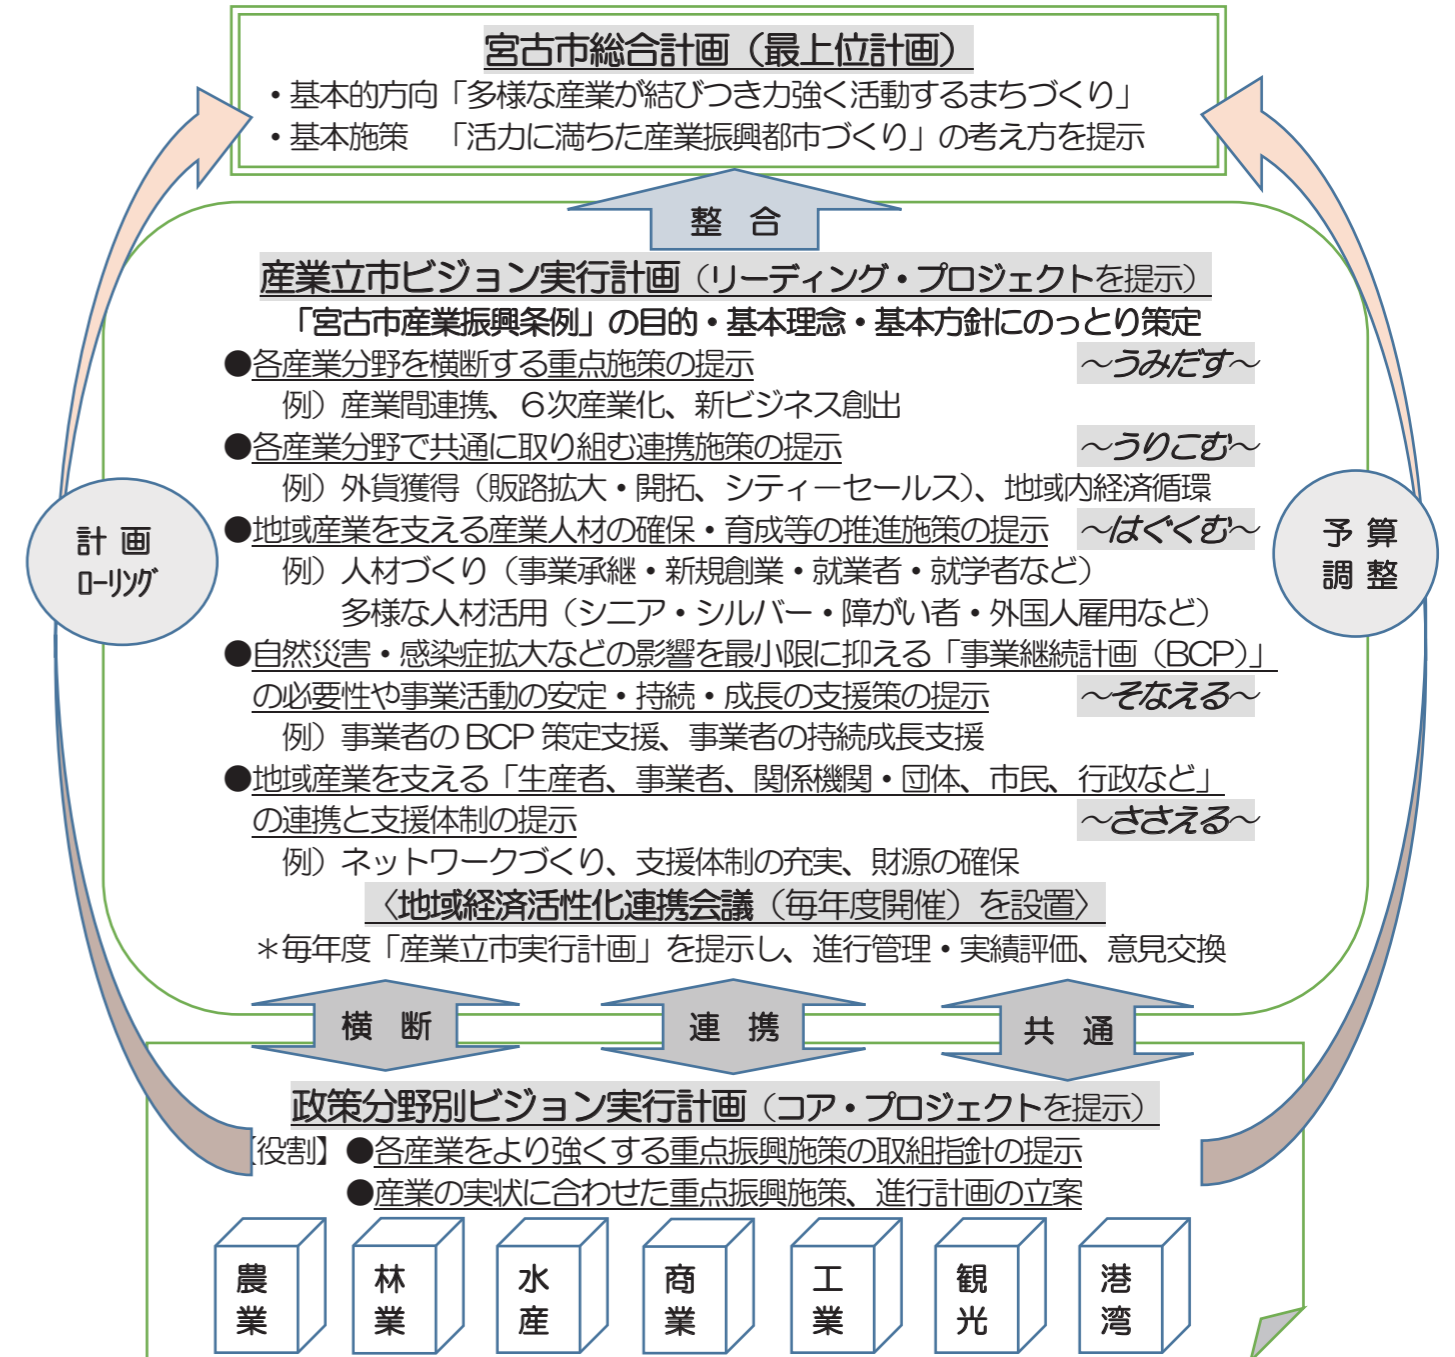 宮古市総合計画（最上位計画）
・基本的方向「多様な産業が結びつき力強く活動するまちづくり」
・基本施策　「活力に満ちた産業振興都市づくり」の考え方を提示
整 合
産業立市ビジョン実行計画（リーディング・プロジェクトを提示）
「宮古市産業振興条例」の目的・基本理念・基本方針にのっとり策定
●各産業分野を横断する重点施策の提示　～うみだす～
例）産業間連携、６次産業化、新ビジネス創出
●各産業分野で共通に取り組む連携施策の提示　～うりこむ～
例）外貨獲得（販路拡大・開拓、シティーセールス）、地域内経済循環
●地域産業を支える産業人材の確保・育成等の推進施策の提示　～はぐくむ～
例）人材づくり（事業承継・新規創業・就業者・就学者など）
多様な人材活用（シニア・シルバー・障がい者・外国人雇用など）
●自然災害・感染症拡大などの影響を最小限に抑える「事業継続計画（BCP）」
の必要性や事業活動の安定・持続・成長の支援策の提示　～そなえる～
例）事業者のBCP策定支援、事業者の持続成長支援
●地域産業を支える「生産者、事業者、関係機関・団体、市民、行政など」
の連携と支援体制の提示　～ささえる～
例）ネットワークづくり、支援体制の充実、財源の確保
〈地域経済活性化連携会議（毎年度開催）を設置〉
＊毎年度「産業立市実行計画」を提示し、進行管理・実績評価、意見交換
計 画
ﾛｰﾘﾝｸﾞ
予 算
調 整
横 断
連 携
共 通
政策分野別ビジョン実行計画（コア・プロジェクトを提示）
【役割】●各産業をより強くする重点振興施策の取組指針の提示
●産業の実状に合わせた重点振興施策、進行計画の立案
農業
林業
水産
商業
工業
観光
港湾